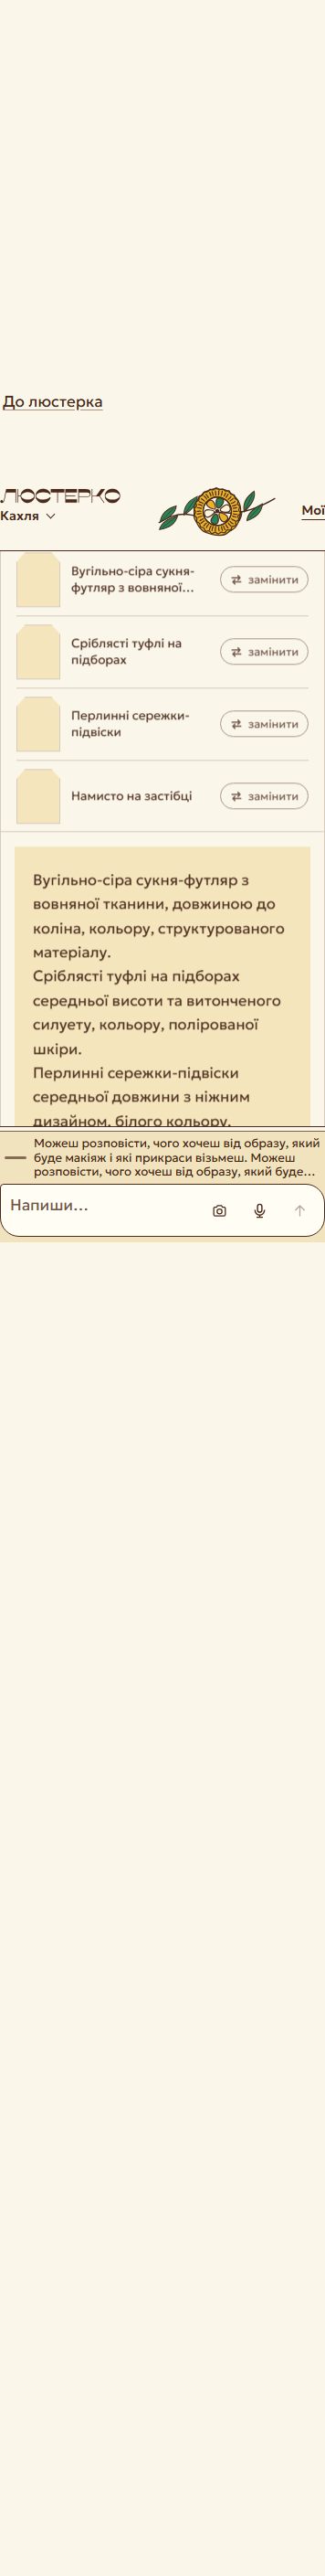 До люстерка
ЛЮСТЕРКО
Кахля
Мої
Вугільно-сіра сукня-
футляр з вовняної...
замінити
Сріблясті туфлі на
підборах
замінити
Перлинні сережки-
підвіски
замінити
Намисто на застібці
замінити
Вугільно-сіра сукня-футляр з
вовняної тканини, довжиною до
коліна, кольору, структурованого
матеріалу.
Сріблясті туфлі на підборах
середньої висоти та витонченого
силуету, кольору, полірованої
шкіри.
Перлинні сережки-підвіски
середньої довжини з ніжним
дизайном, білого кольору,
Можеш розповісти, чого хочеш від образу, який
буде макіяж і які прикраси візьмеш. Можеш
розповісти, чого хочеш від образу, який буде...
Напиши...